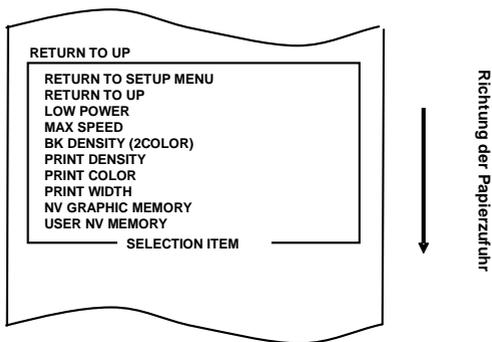 RETURN TO UP
RETURN TO SETUP MENU
RETURN TO UP
LOW POWER
MAX SPEED
BK DENSITY (2COLOR)
PRINT DENSITY
PRINT COLOR
PRINT WIDTH
NV GRAPHIC MEMORY
USER NV MEMORY
SELECTION ITEM
Richtung der Papierzufuhr